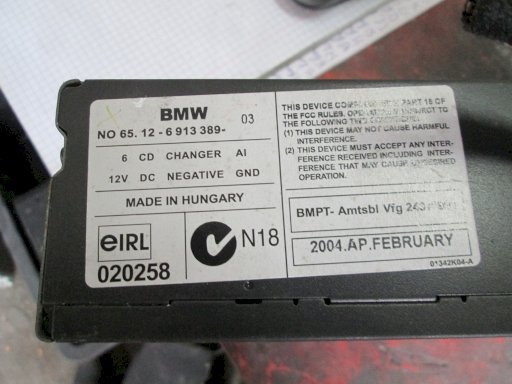 BMW 03
NO 65. 12 - 6 913 389-
6 CD CHANGER AI
12V DC NEGATIVE GND
MADE IN HUNGARY
eIRL
020258
N18
THIS DEVICE PART 15 OF
THE FCC RULES. SUBJECT TO
THE FOLLOWING TWO
(1) THIS DEVICE MAY NOT CAUSE HARMFUL
INTERFERENCE.
(2) THIS DEVICE MUST ACCEPT ANY INTER-
FERENCE RECEIVED INCLUDING INTER-
FERENCE THAT MAY CAUSE UNDESIRED
OPERATION.
BMPT- Amtsbl Vfg
2004.AP.FEBRUARY
01342K04-A